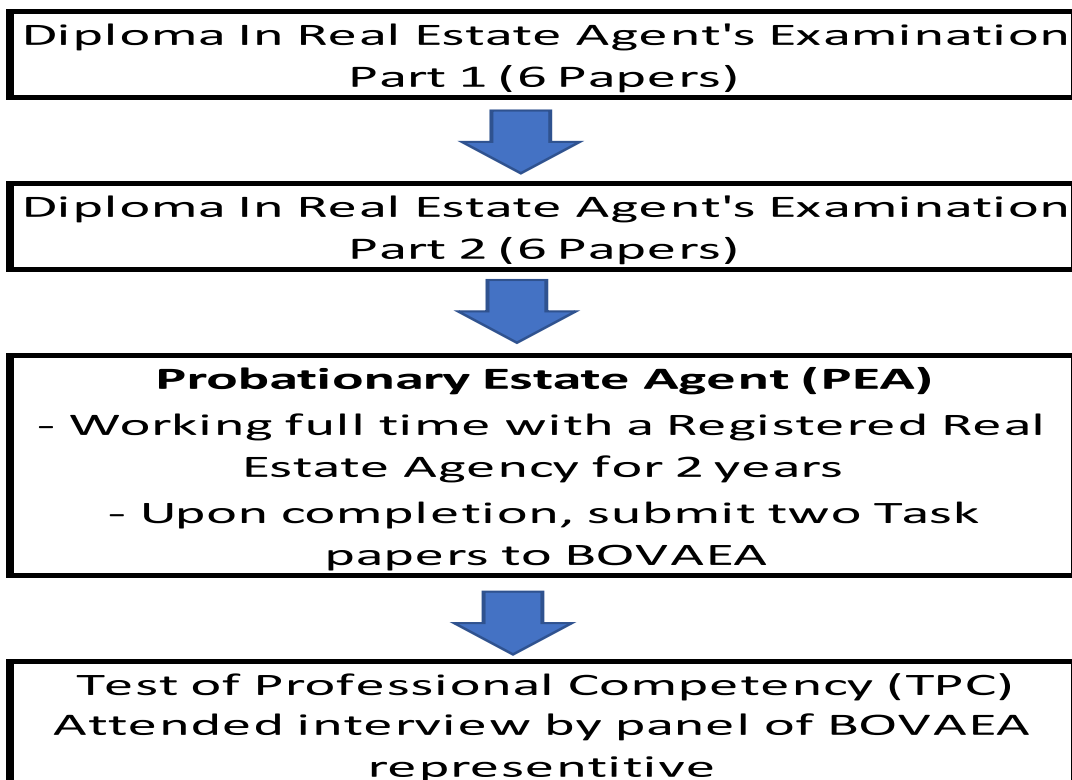 Diploma In Real Estate Agent's Examination
Part 1 (6 Papers)
Diploma In Real Estate Agent's Examination
Part 2 (6 Papers)
Probationary Estate Agent (PEA)
- Working full time with a Registered Real
Estate Agency for 2 years
- Upon completion, submit two Task
papers to BOVAEA
Test of Professional Competency (TPC)
Attended interview by panel of BOVAEA
representitive